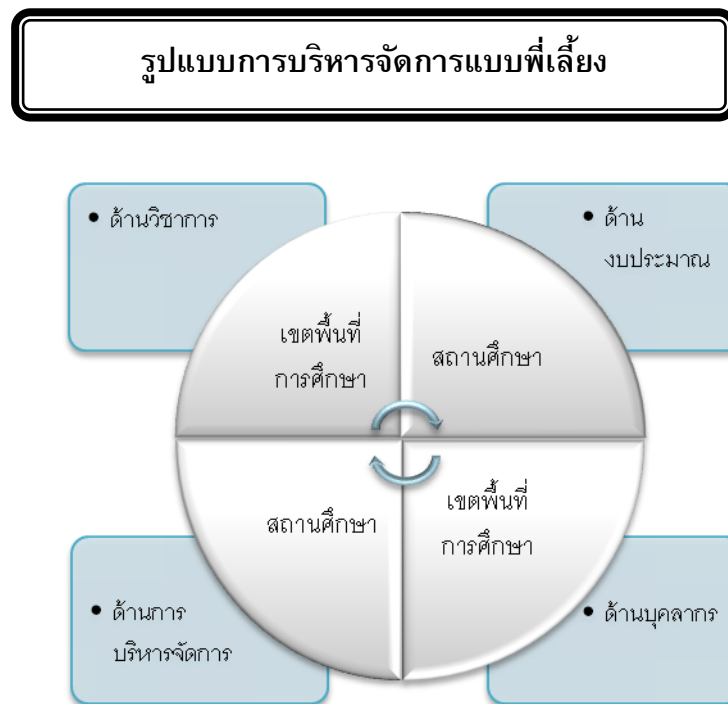 รูปแบบการบริหารจัดการแบบพี่เลี้ยง
• ด้านวิชาการ
• ด้าน
งบประมาณ
เขตพื้นที่
การศึกษา
สถานศึกษา
สถานศึกษา
เขตพื้นที่
การศึกษา
• ด้านการ
บริหารจัดการ
• ด้านบุคลากร